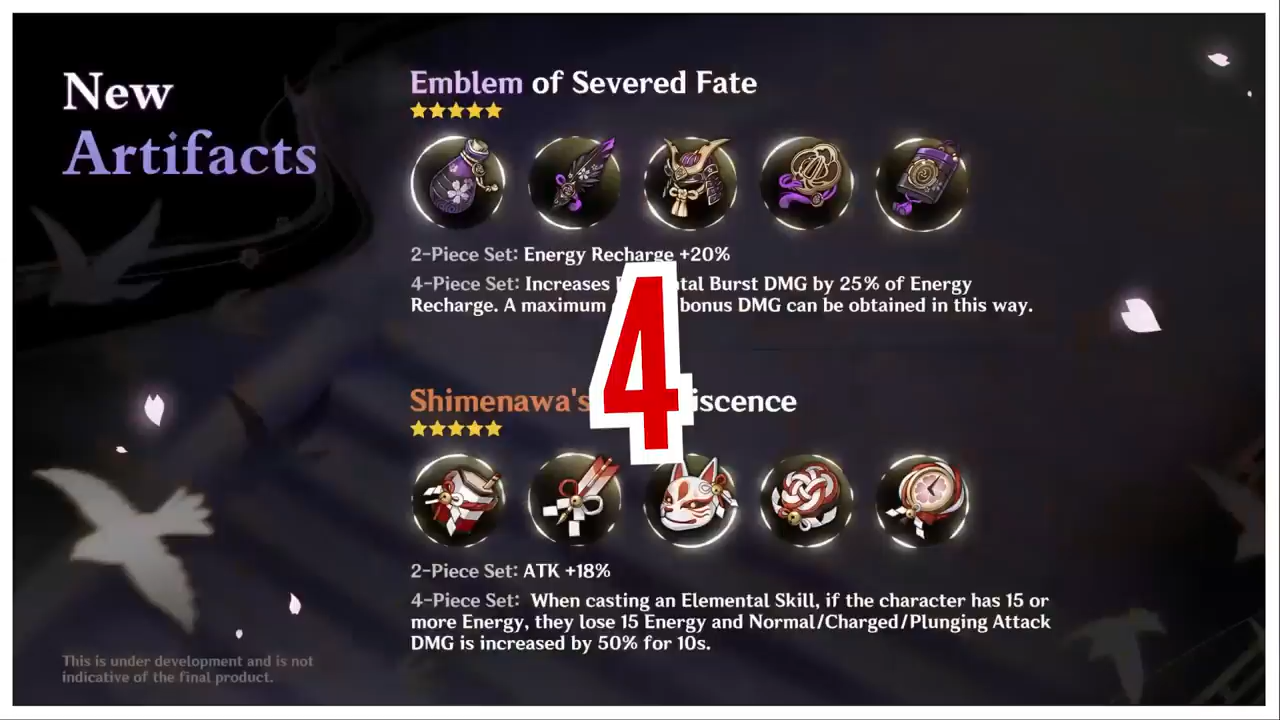 New
Artifacts
Emblem of Severed Fate
2-Piece Set: Energy Recharge +20%
4-Piece Set: Increases Burst DMG by 25% of Energy
Recharge. A maximum bonus DMG can be obtained in this way.
4
Shimenawa's
2-Piece Set: ATK +18%
4-Piece Set: When casting an Elemental Skill, if the character has 15 or
more Energy, they lose 15 Energy and Normal/Charged/Plunging Attack
DMG is increased by 50% for 10s.
This is under development and is not
indicative of the final product.